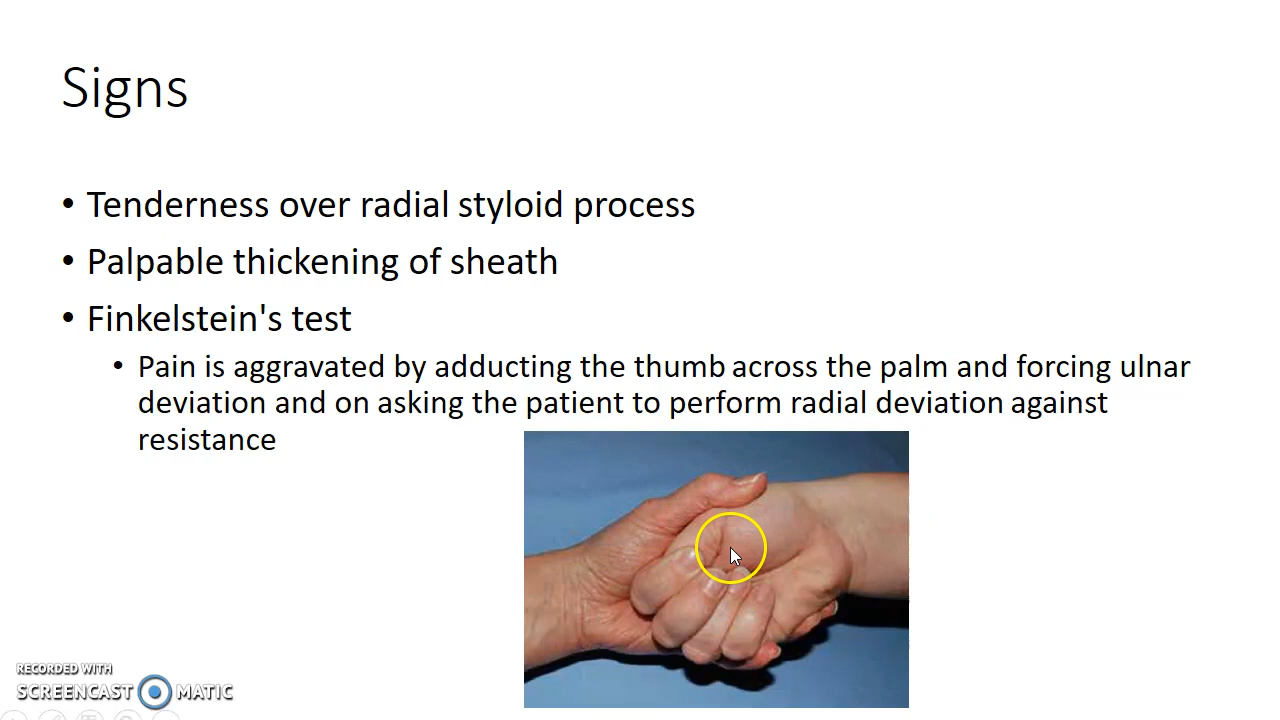 Signs
• Tenderness over radial styloid process
• Palpable thickening of sheath
• Finkelstein's test
• Pain is aggravated by adducting the thumb across the palm and forcing ulnar
deviation and on asking the patient to perform radial deviation against
resistance
RECORDED WITH
SCREENCAST MATIC